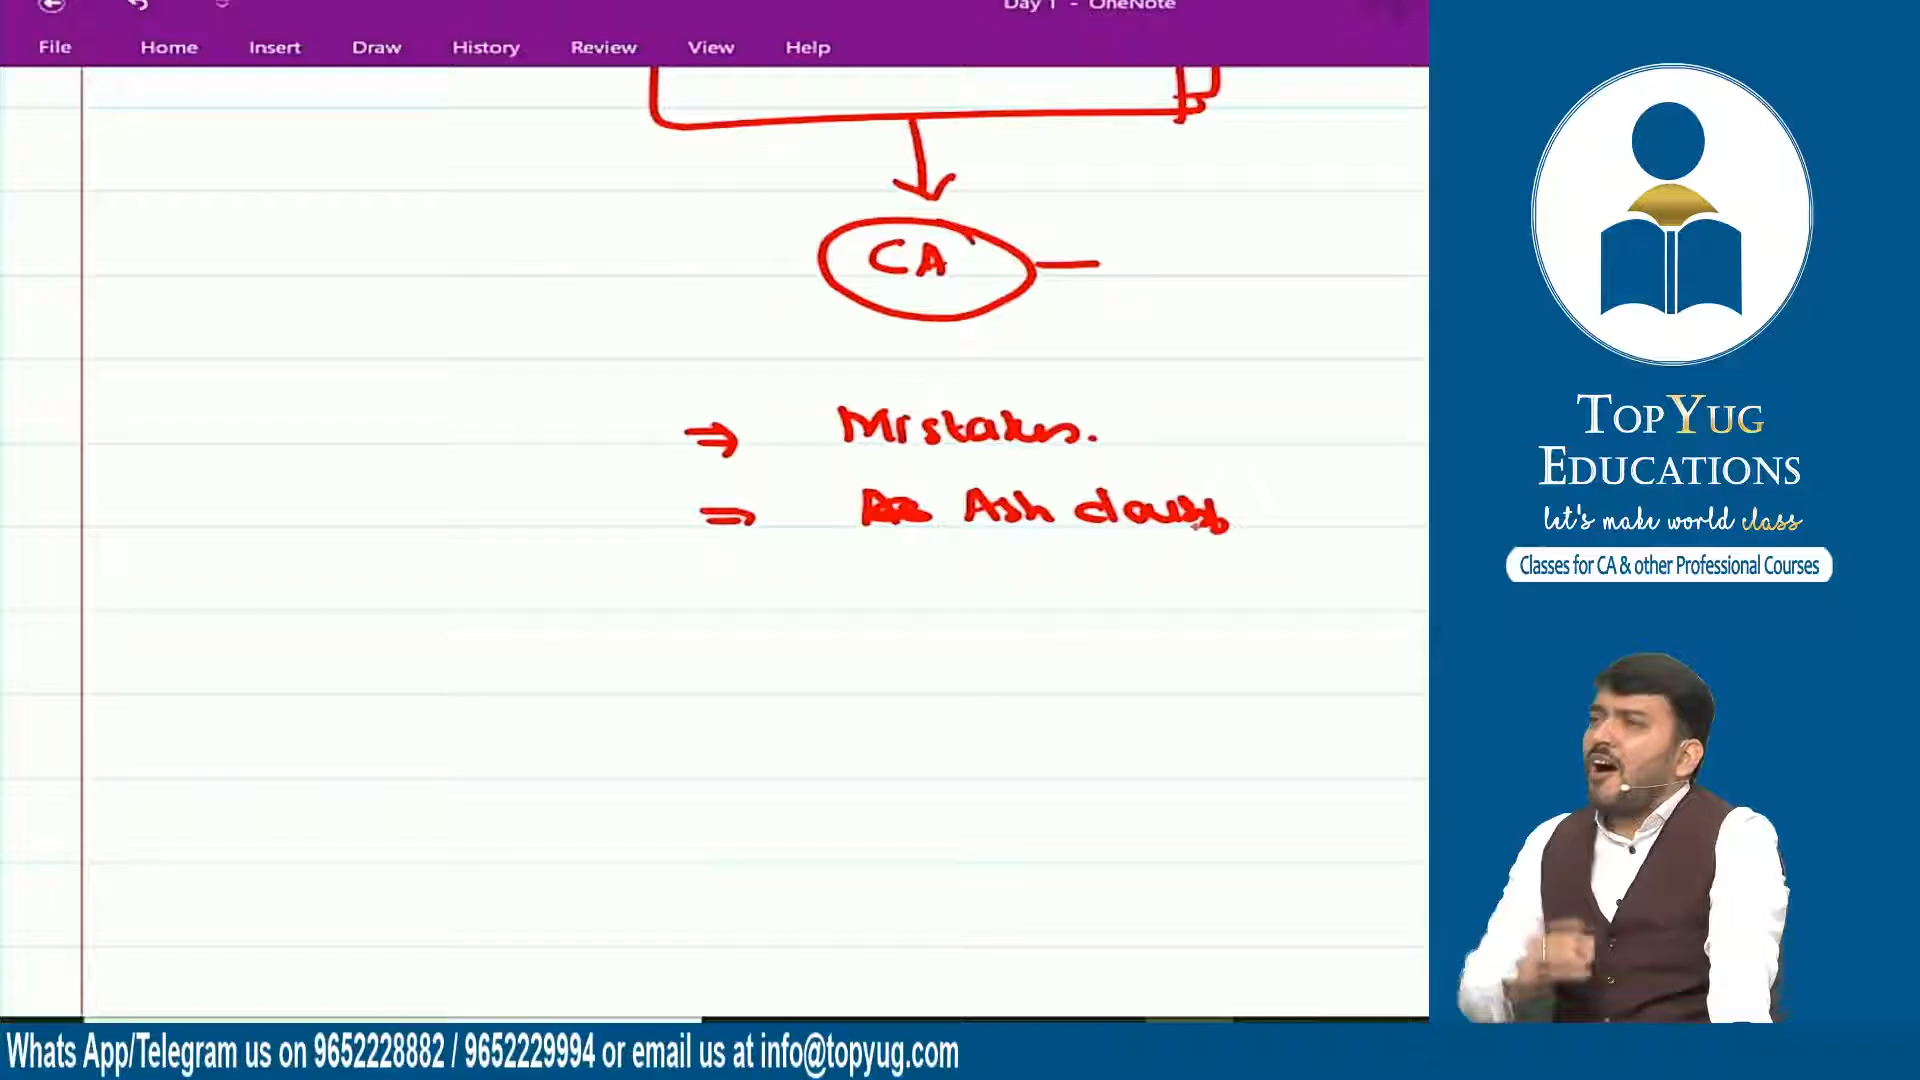 Day 1 - OneNote
File Home Insert Draw History Review View Help
CA
⇒ Mistakes.
⇒ Ash doubts
TOPYUG
EDUCATIONS
let's make world class
Classes for CA & other Professional Courses
Whats App/Telegram us on 9652228882 / 9652229994 or email us at info@topyug.com